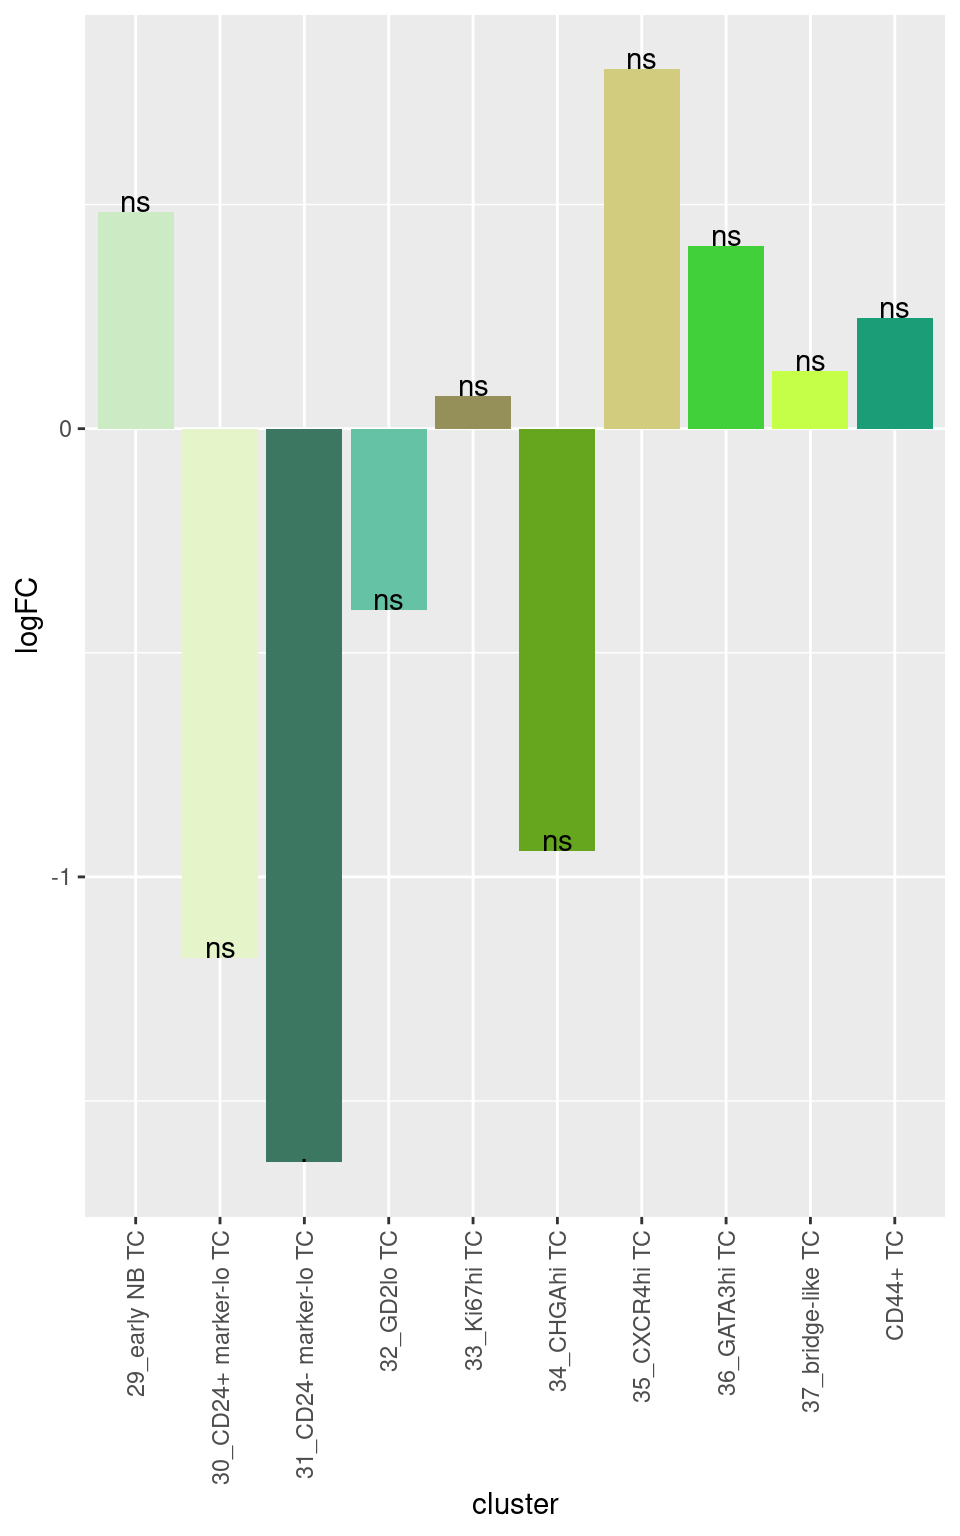 ns
ns
ns
ns
ns
ns
0
ns
ns
logFC
-1
ns
.
29_early NB TC
30_CD24+ marker-lo TC
31_CD24- marker-lo TC
32_GD2lo TC
33_Ki67hi TC
34_CHGAhi TC
35_CXCR4hi TC
36_GATA3hi TC
37_bridge-like TC
CD44+ TC
cluster